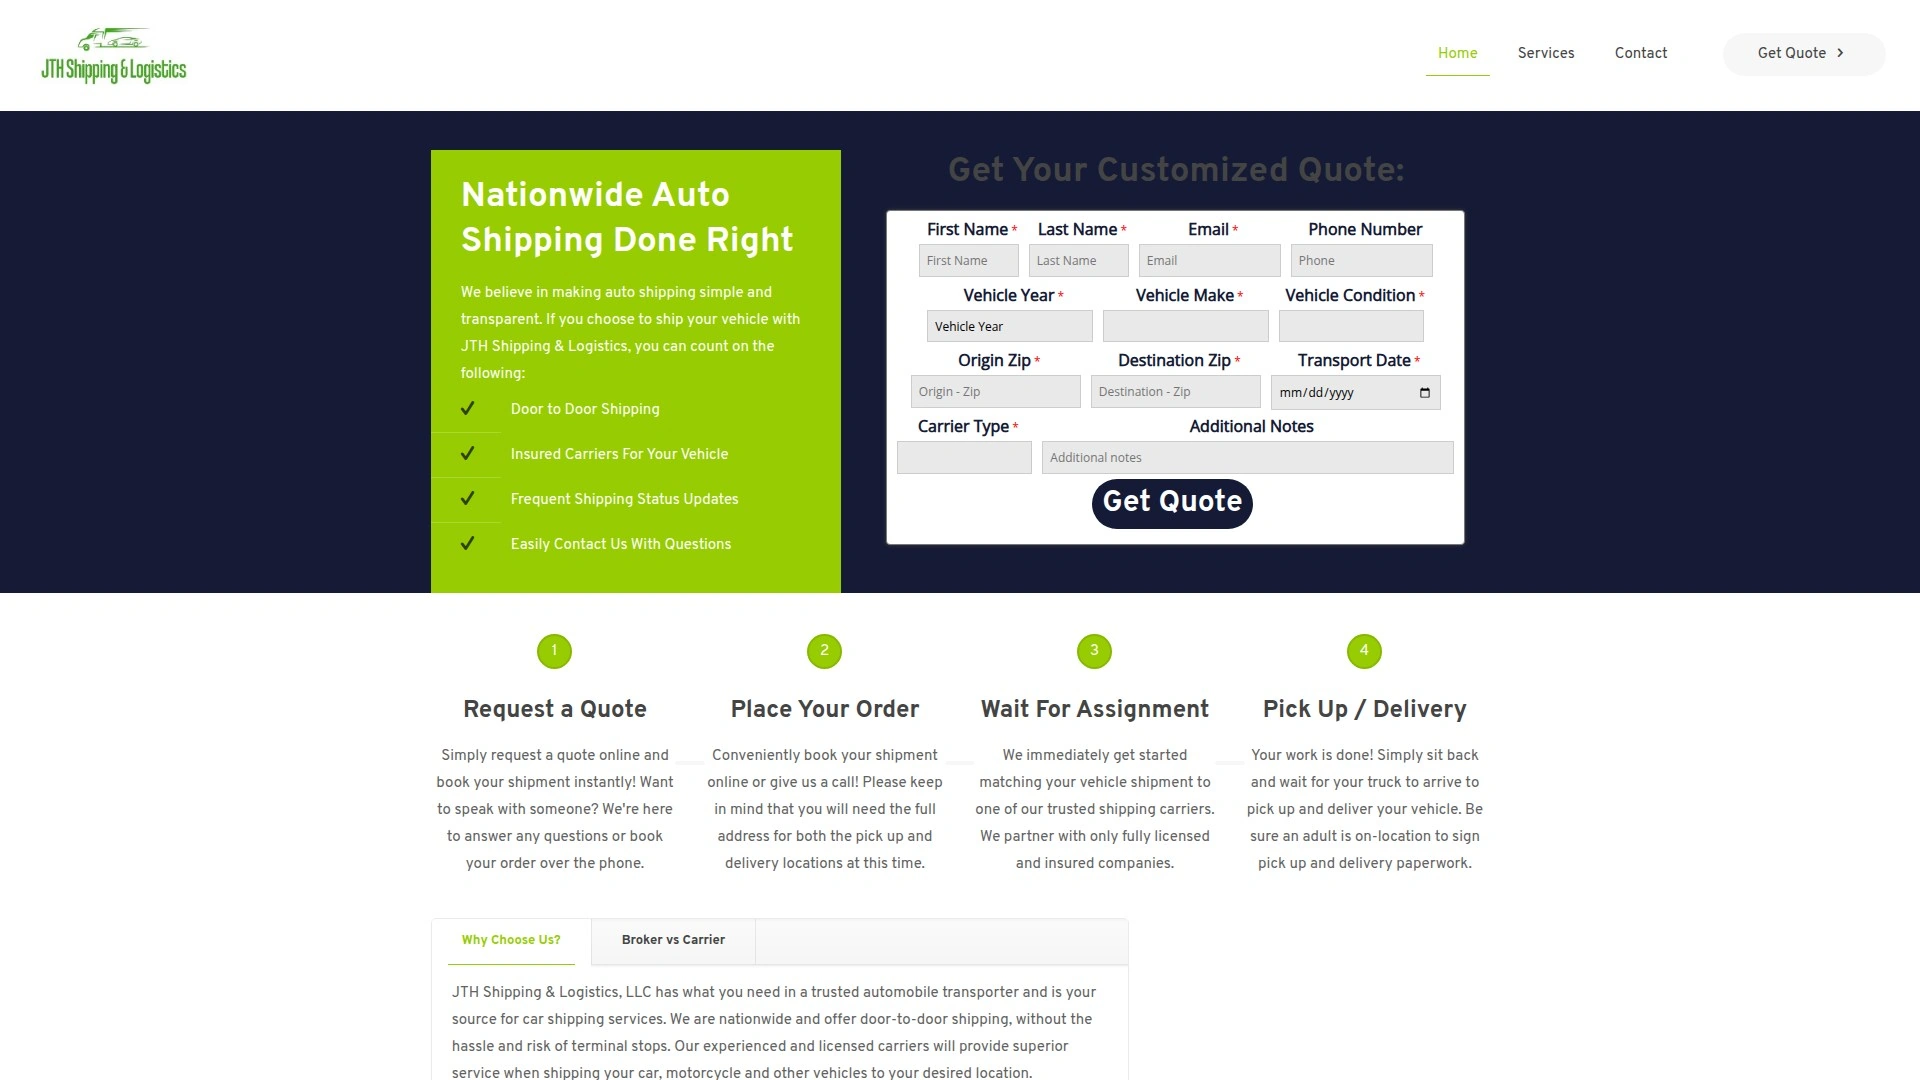 JTH Shipping & Logistics
Home
Services
Contact
Get Quote
Nationwide Auto
Shipping Done Right
We believe in making auto shipping simple and
transparent. If you choose to ship your vehicle with
JTH Shipping & Logistics, you can count on the
following:
Door to Door Shipping
Insured Carriers For Your Vehicle
Frequent Shipping Status Updates
Easily Contact Us With Questions
Get Your Customized Quote:
First Name * Last Name * Email * Phone Number
First Name Last Name Email Phone
Vehicle Year * Vehicle Make * Vehicle Condition *
Vehicle Year
Origin Zip * Destination Zip * Transport Date *
Origin - Zip Destination - Zip mm/dd/yyyy
Carrier Type * Additional Notes
Additional notes
Get Quote
1
Request a Quote
Simply request a quote online and
book your shipment instantly! Want
to speak with someone? We're here
to answer any questions or book
your order over the phone.
2
Place Your Order
Conveniently book your shipment
online or give us a call! Please keep
in mind that you will need the full
address for both the pick up and
delivery locations at this time.
3
Wait For Assignment
We immediately get started
matching your vehicle shipment to
one of our trusted shipping carriers.
We partner with only fully licensed
and insured companies.
4
Pick Up / Delivery
Your work is done! Simply sit back
and wait for your truck to arrive to
pick up and deliver your vehicle. Be
sure an adult is on-location to sign
pick up and delivery paperwork.
Why Choose Us?
Broker vs Carrier
JTH Shipping & Logistics, LLC has what you need in a trusted automobile transporter and is your
source for car shipping services. We are nationwide and offer door-to-door shipping, without the
hassle and risk of terminal stops. Our experienced and licensed carriers will provide superior
service when shipping your car, motorcycle and other vehicles to your desired location.